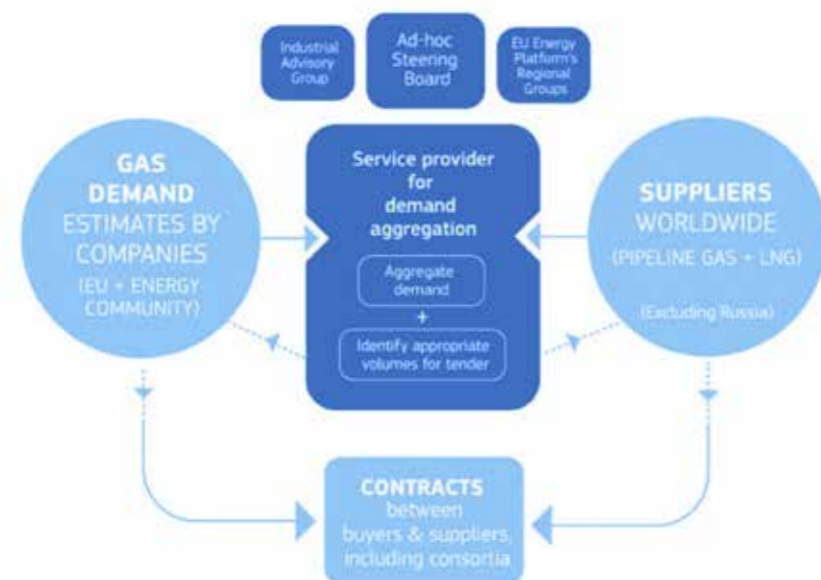 Industrial
Advisory
Group
Ad-hoc
Steering
Board
EU Energy
Platform's
Regional
Groups
GAS
DEMAND
ESTIMATES BY
COMPANIES
(EU + ENERGY
COMMUNITY)
Service provider
for
demand
aggregation
Aggregate
demand
+
Identify appropriate
volumes for tender
SUPPLIERS
WORLDWIDE
(PIPELINE GAS + LNG)
(Excluding Russia)
CONTRACTS
between
buyers & suppliers,
including consortia